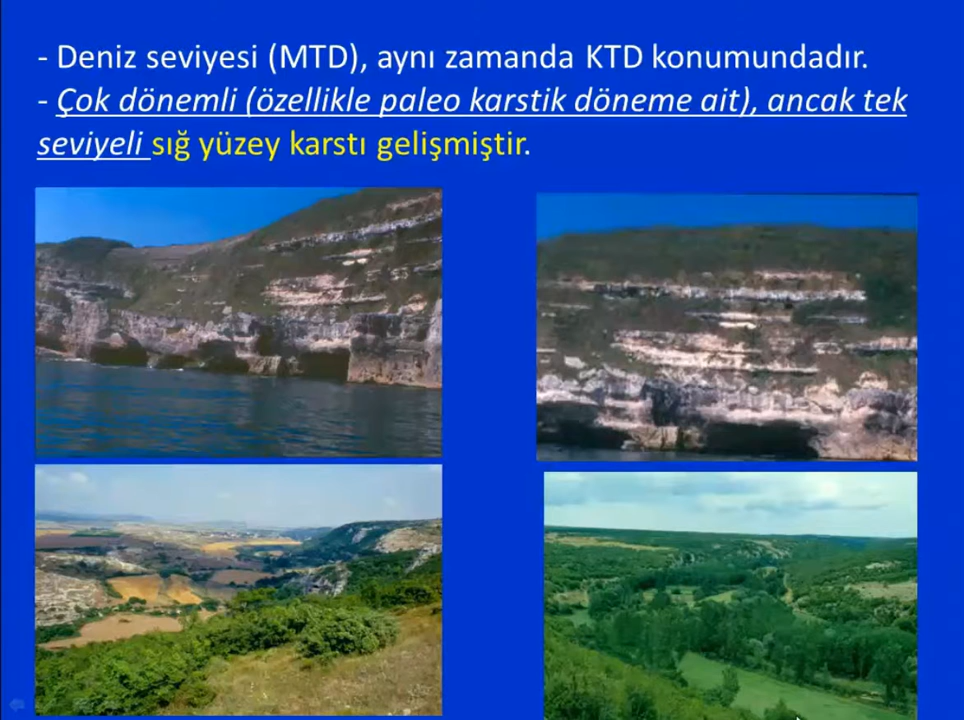 - Deniz seviyesi (MTD), aynı zamanda KTD konumundadır.
- Çok dönemli (özellikle paleo karstik döneme ait), ancak tek
seviyeli sığ yüzey karstı gelişmiştir.